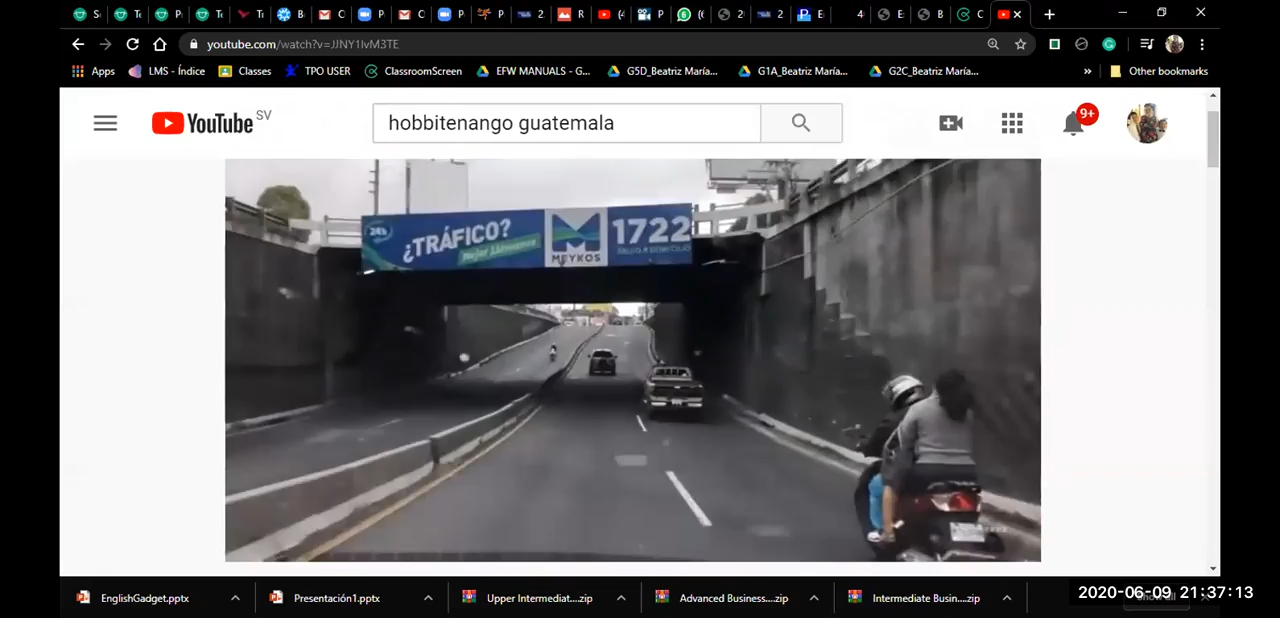 youtube.com/watch?v=JJNY1IvM3TE
Apps LMS - Índice Classes TPO USER ClassroomScreen EFW MANUALS - G... G5D_Beatriz María... G1A_Beatriz María... G2C_Beatriz María... » Other bookmarks
YouTube SV
hobbitenango guatemala
9+
24h
¿TRÁFICO?
MEYKOS
1722
EnglishGadget.pptx Presentación1.pptx Upper Intermediat....zip Advanced Business....zip Intermediate Busin....zip
2020-06-09 21:37:13